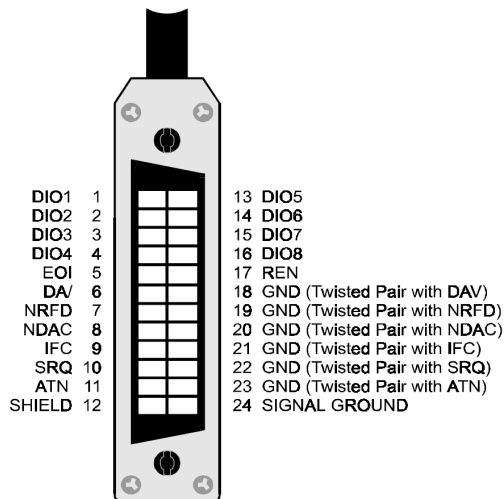 DIO1 1 13 DIO5
DIO2 2 14 DIO6
DIO3 3 15 DIO7
DIO4 4 16 DIO8
EOI 5 17 REN
DA/ 6 18 GND (Twisted Pair with DAV)
NRFD 7 19 GND (Twisted Pair with NRFD)
NDAC 8 20 GND (Twisted Pair with NDAC)
IFC 9 21 GND (Twisted Pair with IFC)
SRQ 10 22 GND (Twisted Pair with SRQ)
ATN 11 23 GND (Twisted Pair with ATN)
SHIELD 12 24 SIGNAL GROUND